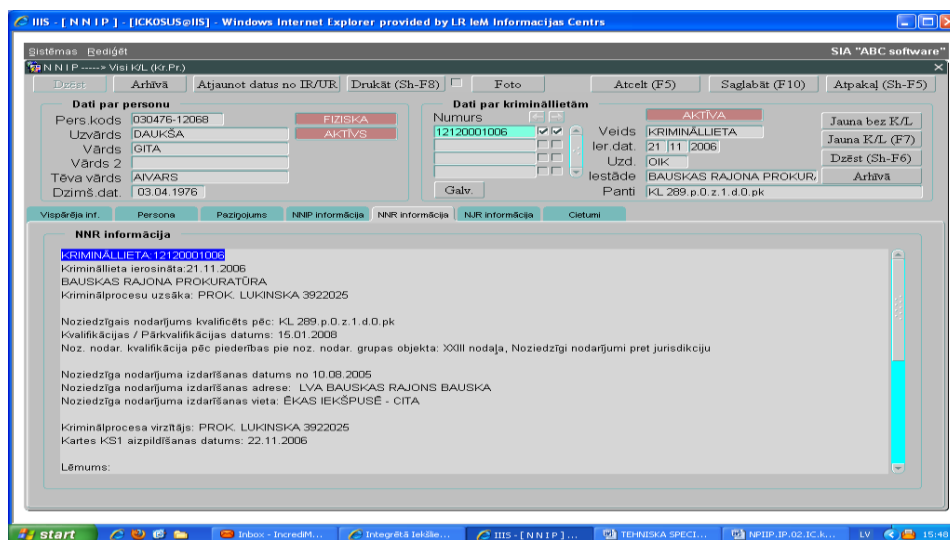 IIIS - [ N N I P ] - [ICKOSUS@IIS] - Windows Internet Explorer provided by LR IeM Informacijas Centrs
Sistēmas Rediģēt SIA "ABC software"
N N I P -----> Visi K/L (Kr.Pr.)
Dzēst Arhīvā Atjaunot datus no IR/UR Drukāt (Sh-F8) Foto Atcelt (F5) Saglabāt (F10) Atpakaļ (Sh-F5)
Dati par personu Dati par krimināllietām
Pers.kods 030476-12068 FIZISKA Numurs AKTĪVA Jauna bez K/L
Uzvārds DAUKŠA AKTĪVS 12120001006 Veids KRIMINĀLLIETA
Vārds GITA Ier.dat. 21 11 2006 Jauna K/L (F7)
Vārds 2 Uzd. OIK Dzēst (Sh-F6)
Tēva vārds AIVARS Iestāde BAUSKAS RAJONA PROKUR. Arhīvā
Dzimš.dat. 03.04.1976 Galv. Panti KL 289.p.0.z.1.d.0.pk
Vispārēja inf. Persona Paziņojums NNIP informācija NNR informācija NJR informācija Cietumi
NNR informācija
KRIMINĀLLIETA:12120001006
Krimināllieta ierosināta:21.11.2006
BAUSKAS RAJONA PROKURATŪRA
Kriminālprocesu uzsāka: PROK. LUKINSKA 3922025
Noziedzīgais nodarījums kvalificēts pēc: KL 289.p.0.z.1.d.0.pk
Kvalifikācijas / Pārkvalifikācijas datums: 15.01.2008
Noz. nodar. kvalifikācija pēc piederības pie noz. nodar. grupas objekta: XXIII nodaļa, Noziedzīgi nodarījumi pret jurisdikciju
Noziedzīga nodarījuma izdarīšanas datums no 10.08.2005
Noziedzīga nodarījuma izdarīšanas adrese: LVA BAUSKAS RAJONS BAUSKA
Noziedzīga nodarījuma izdarīšanas vieta: ĒKAS IEKŠPUSĒ - CITA
Kriminālprocesa virzītājs: PROK. LUKINSKA 3922025
Kartes KS1 aizpildīšanas datums: 22.11.2006
Lēmums:
start Inbox - IncrediM... Integrētā Iekšlie... IIIS - [ N N I P ] ... TEHNISKA SPECI... NPIIP.IP.02.IC.k... LV 15:48